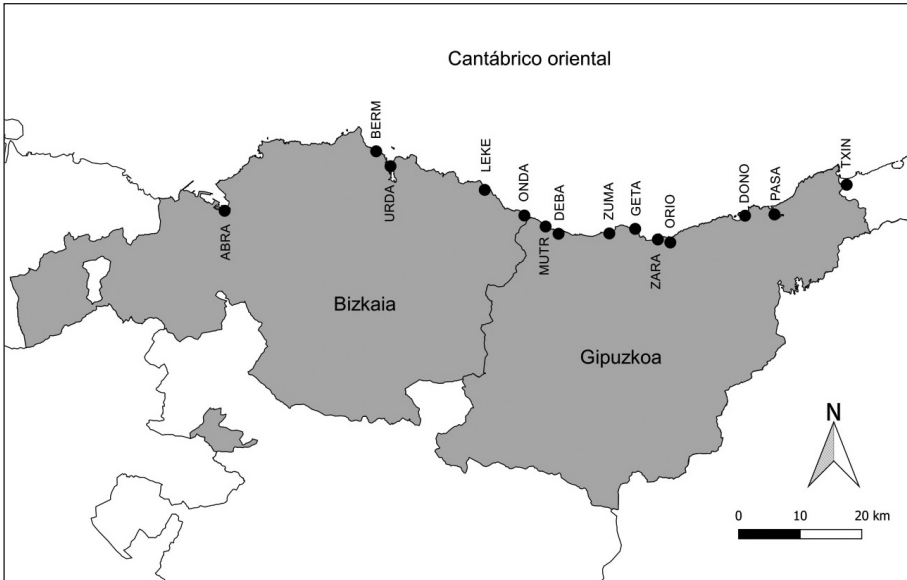 Cantábrico oriental
BERM
URDA
LEKE
ONDA
MUTR
DEBA
ZUMA
GETA
ZARA
ORIO
DONO
PASA
TXIN
ABRA
Bizkaia
Gipuzkoa
N
0 10 20 km